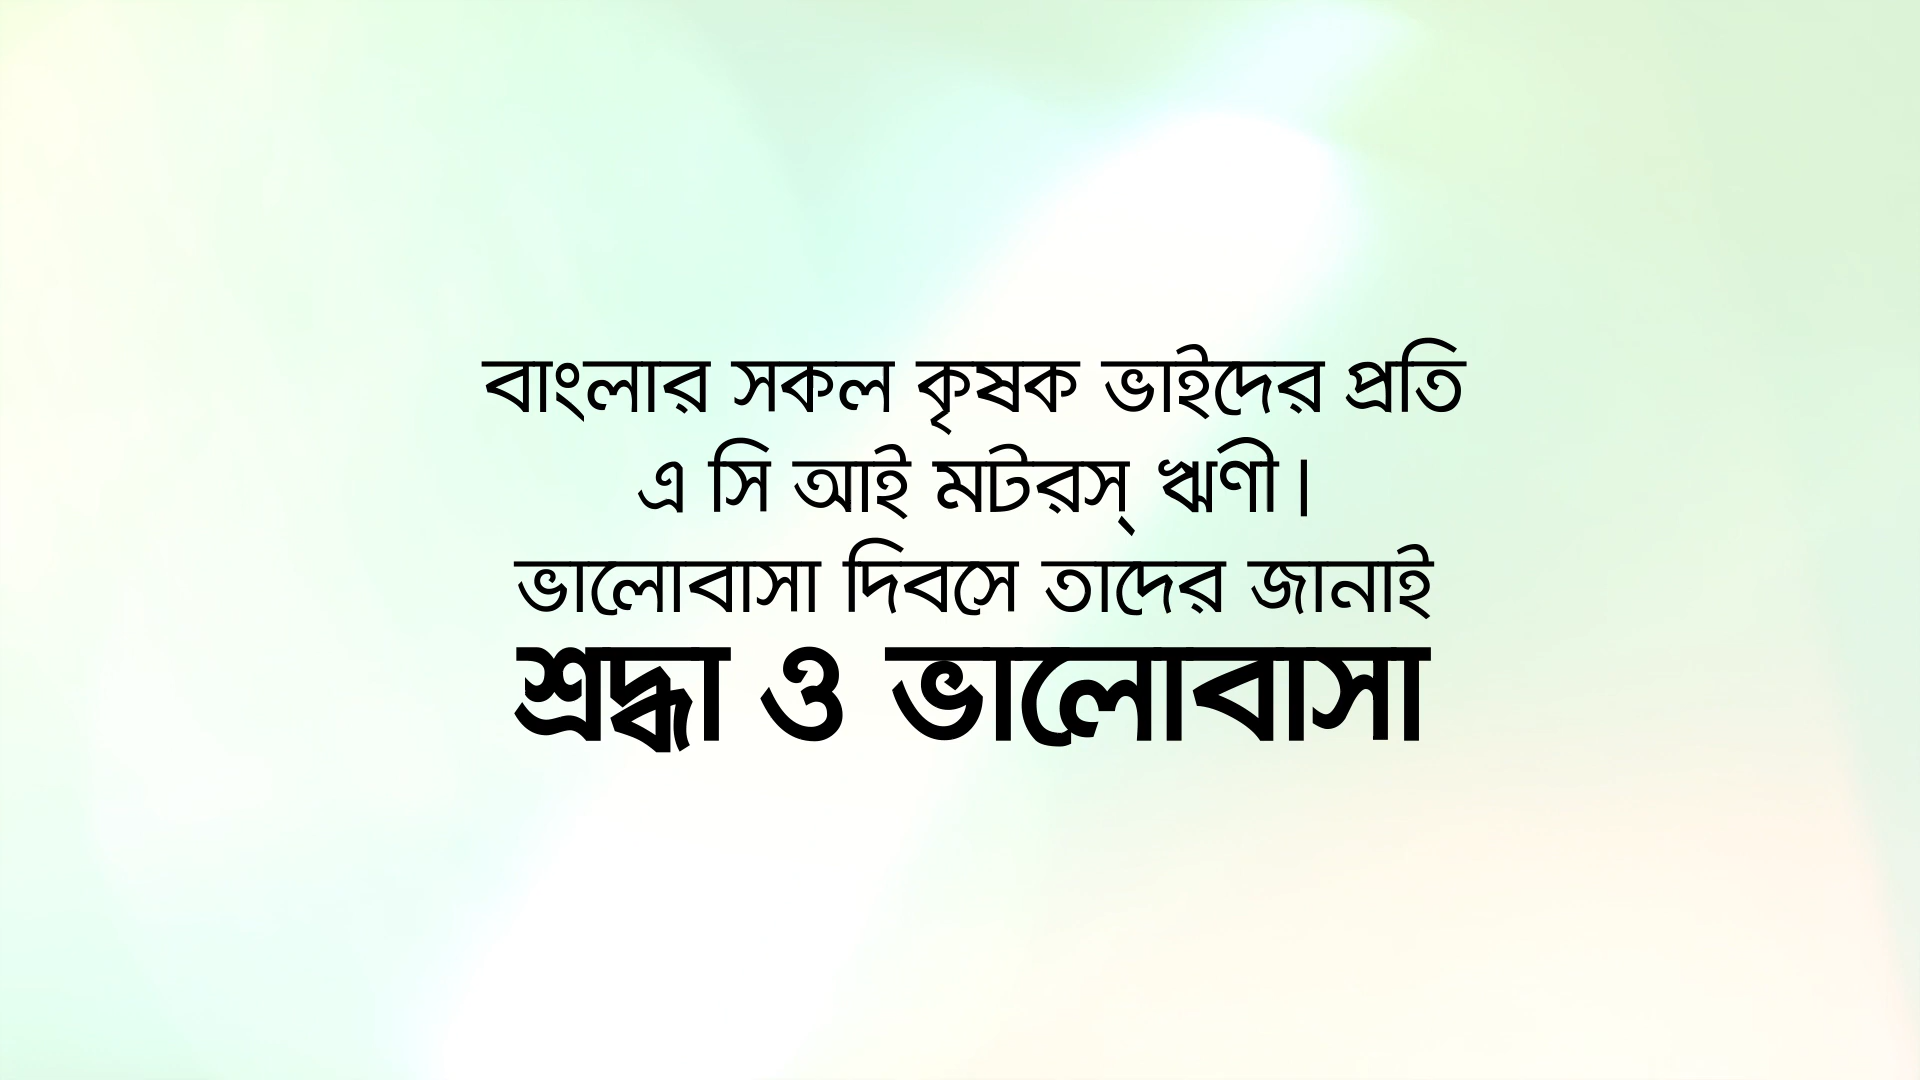 বাংলার সকল কৃষক ভাইদের প্রতি
এ সি আই মটরস্ ঋণী।
ভালোবাসা দিবসে তাদের জানাই
শ্রদ্ধা ও ভালোবাসা